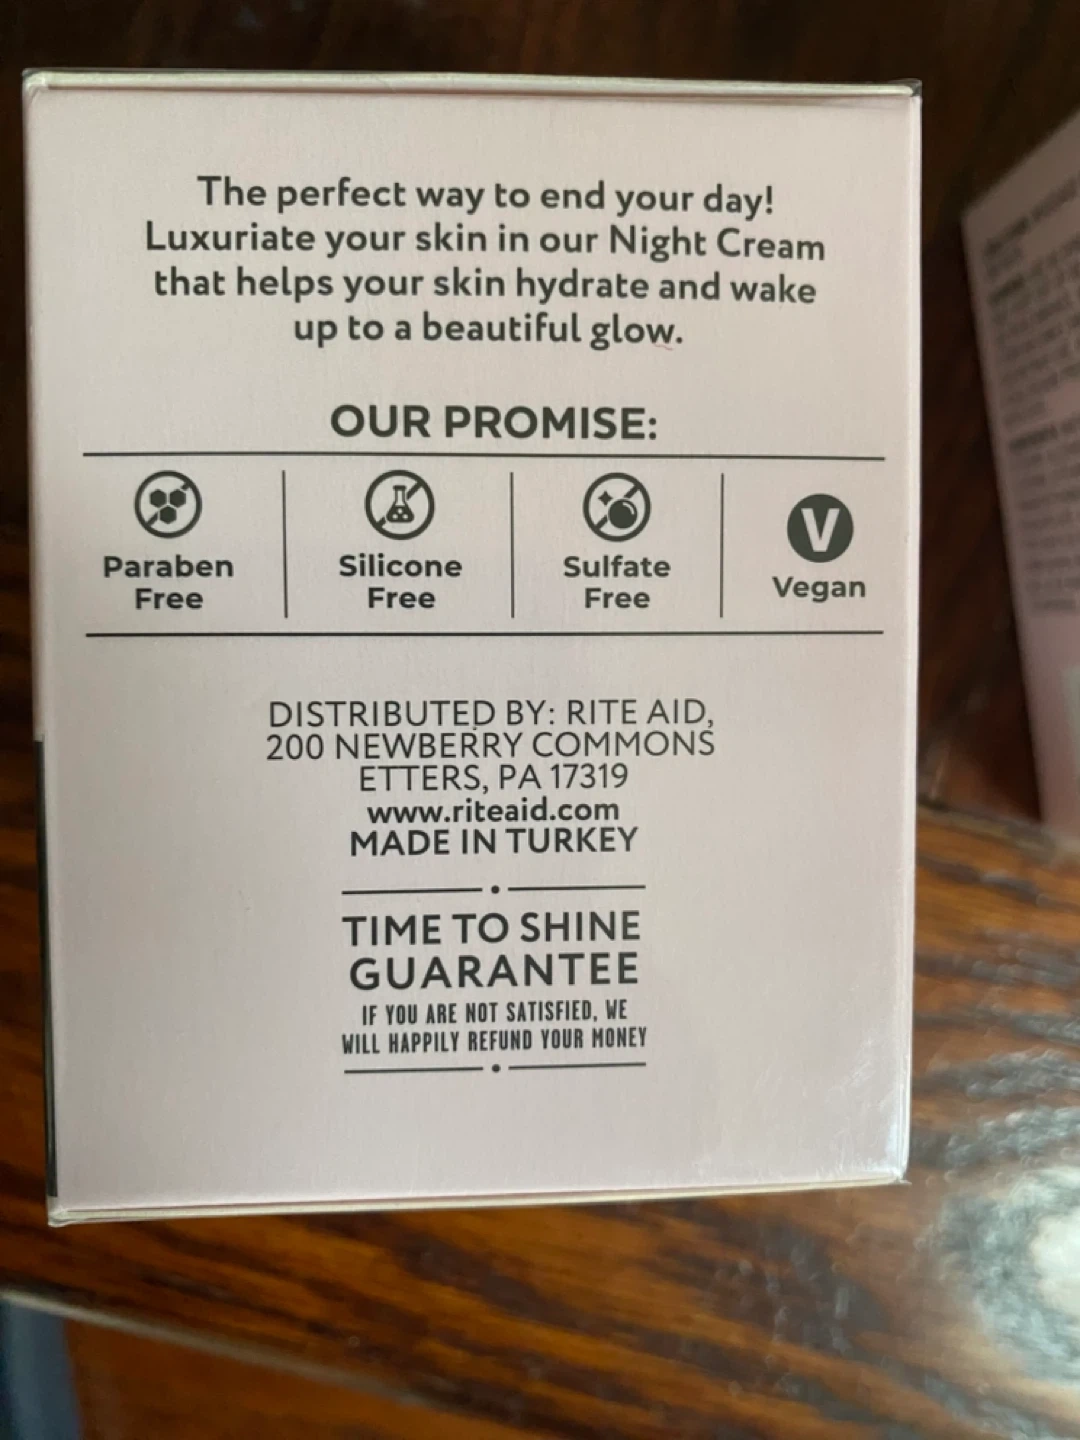 The perfect way to end your day!
Luxuriate your skin in our Night Cream
that helps your skin hydrate and wake
up to a beautiful glow.
OUR PROMISE:
Paraben
Free
Silicone
Free
Sulfate
Free
V
Vegan
DISTRIBUTED BY: RITE AID,
200 NEWBERRY COMMONS
ETTERS, PA 17319
www.riteaid.com
MADE IN TURKEY
TIME TO SHINE
GUARANTEE
IF YOU ARE NOT SATISFIED, WE
WILL HAPPILY REFUND YOUR MONEY